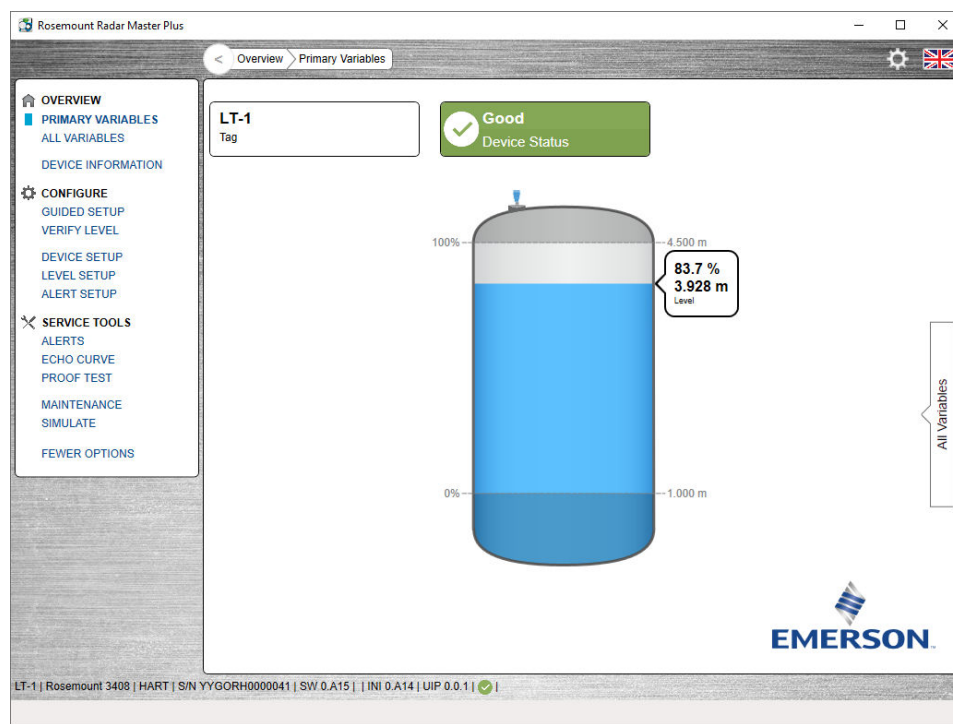 Rosemount Radar Master Plus
< Overview Primary Variables
OVERVIEW
PRIMARY VARIABLES
ALL VARIABLES
DEVICE INFORMATION
CONFIGURE
GUIDED SETUP
VERIFY LEVEL
DEVICE SETUP
LEVEL SETUP
ALERT SETUP
SERVICE TOOLS
ALERTS
ECHO CURVE
PROOF TEST
MAINTENANCE
SIMULATE
FEWER OPTIONS
LT-1
Tag
Good
Device Status
100%
4.500 m
83.7 %
3.928 m
Level
0%
1.000 m
All Variables
EMERSON
LT-1 | Rosemount 3408 | HART | S/N YYGORH0000041 | SW 0.A15 | | INI 0.A14 | UIP 0.0.1 | |